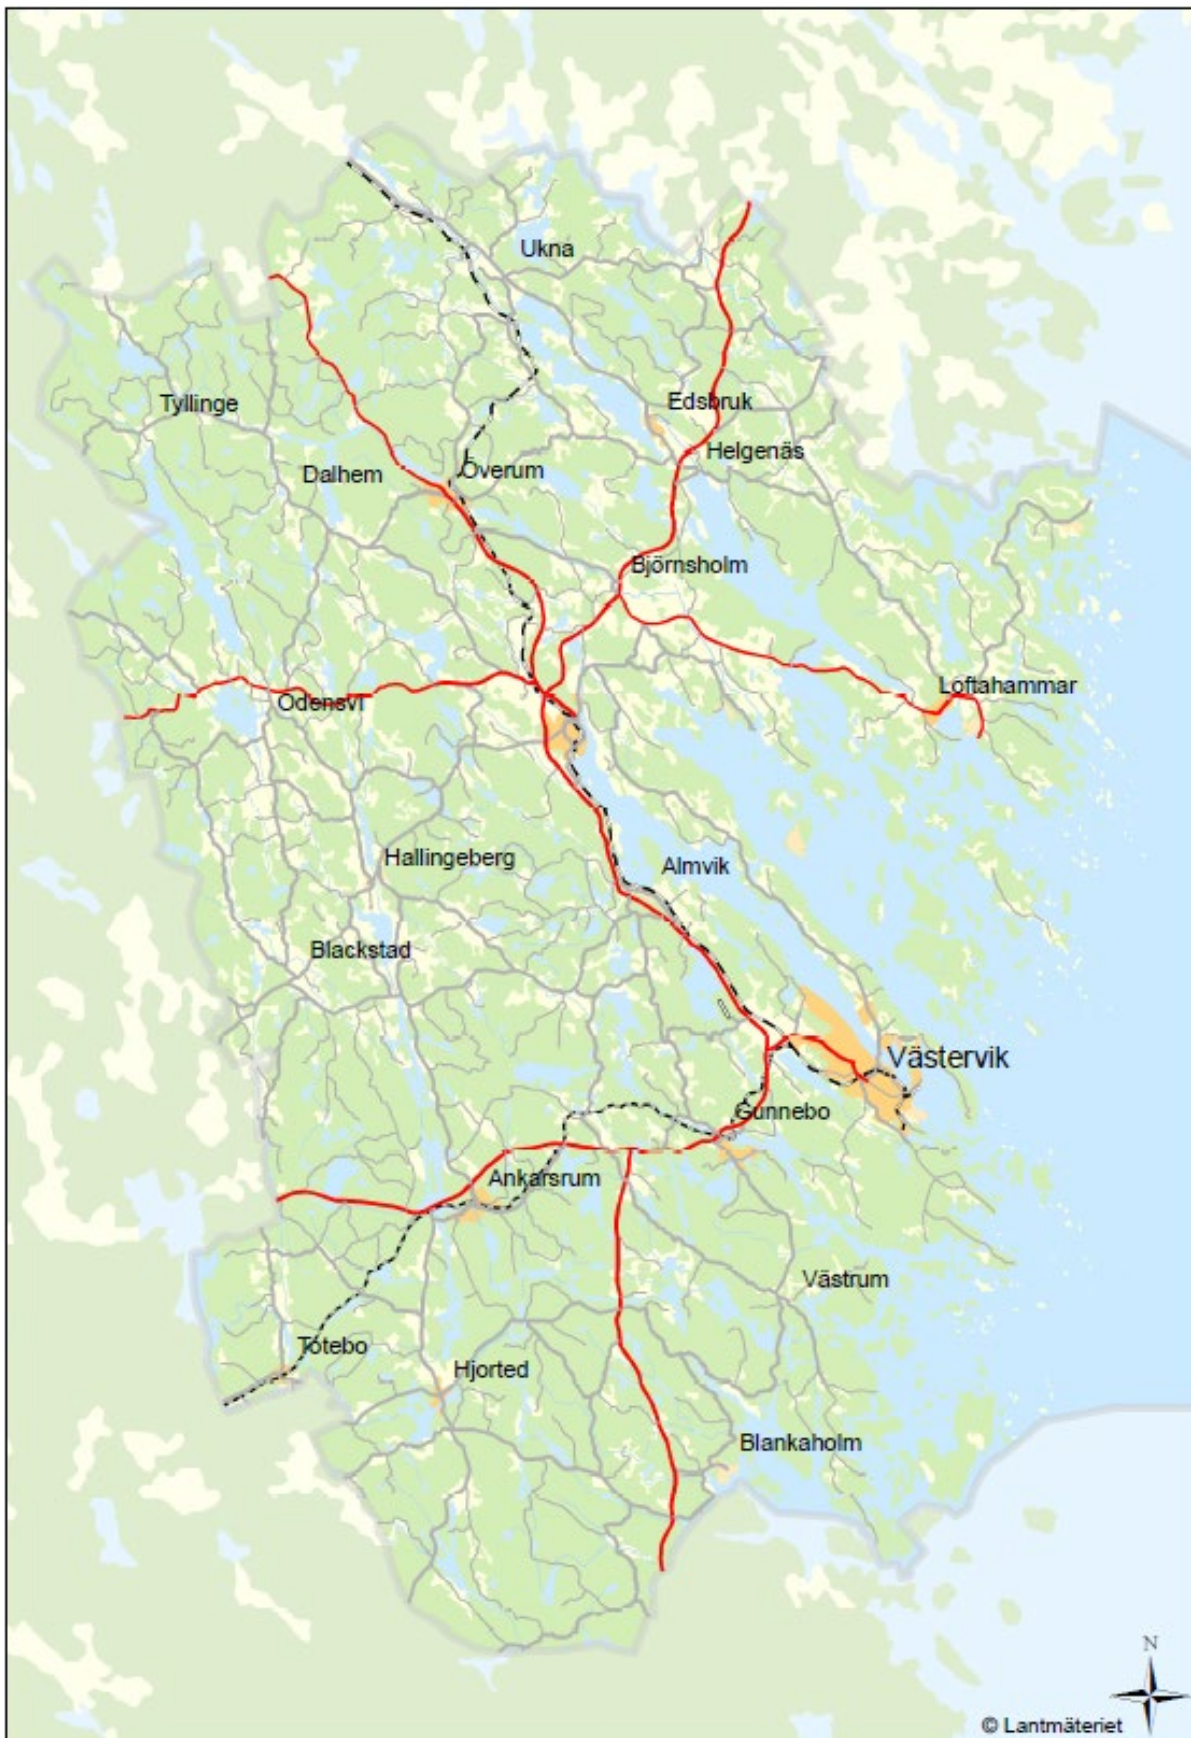 Ukna
Tyllinge
Edsbruk
Helgenäs
Dalhem
Överum
Björnsholm
Loftahammar
Odensvi
Hallingeberg
Almvik
Blackstad
Västervik
Gunnebo
Ankarsrum
Västrum
Totebo
Hjorted
Blankaholm
N
© Lantmäteriet